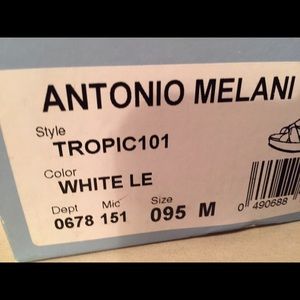 ANTONIO MELANI
Style
TROPIC101
Color
WHITE LE
Dept Mic Size
0678 151 095 M
0 490688